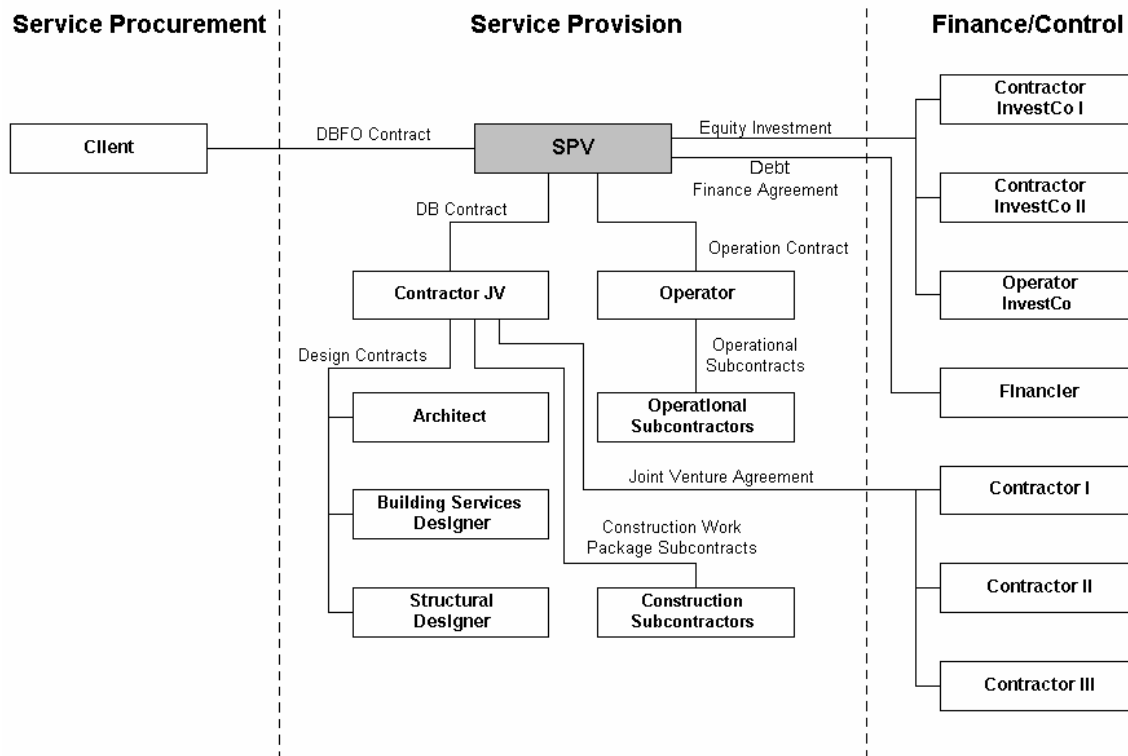 Service Procurement
Service Provision
Finance/Control
Client
DBFO Contract
SPV
Equity Investment
Debt
Finance Agreement
Contractor
InvestCo I
Contractor
InvestCo II
Operator
InvestCo
Financier
DB Contract
Operation Contract
Contractor JV
Operator
Design Contracts
Operational
Subcontracts
Architect
Operational
Subcontractors
Joint Venture Agreement
Contractor I
Building Services
Designer
Construction Work
Package Subcontracts
Contractor II
Structural
Designer
Construction
Subcontractors
Contractor III